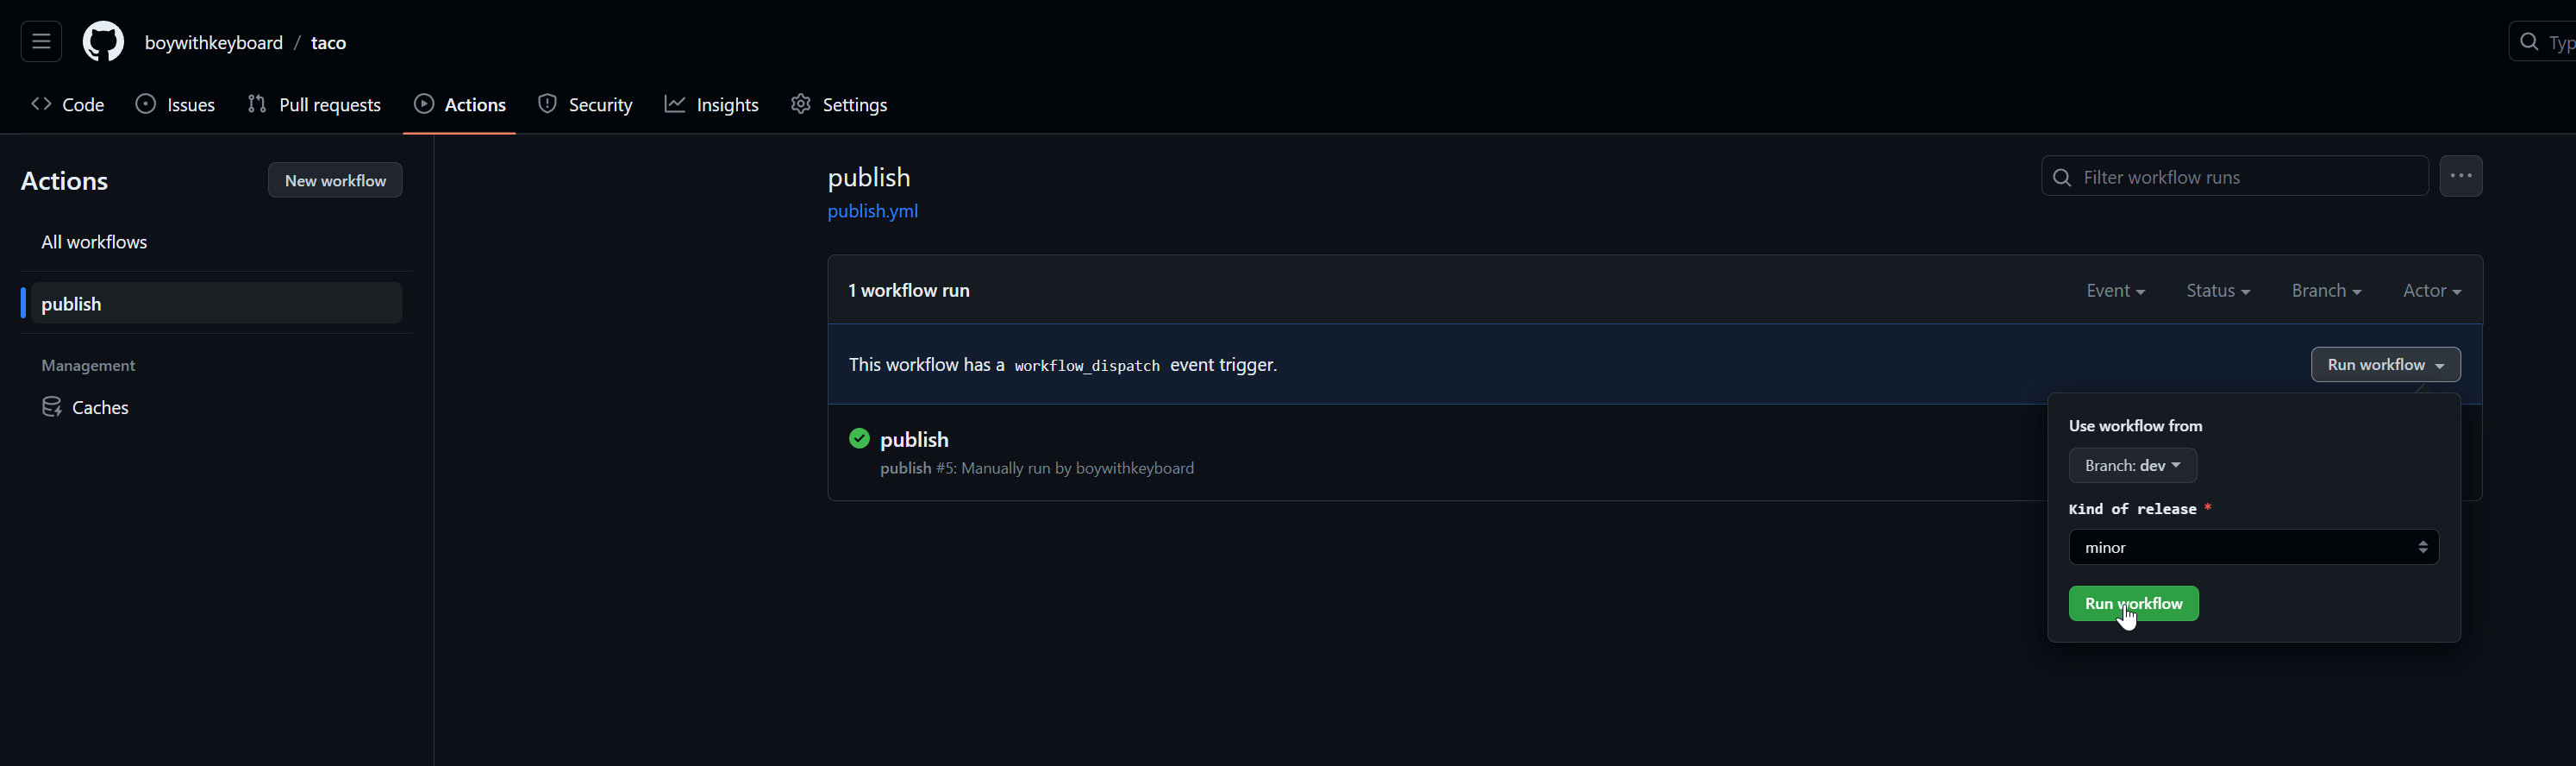 boywithkeyboard / taco
Typ
Code Issues Pull requests Actions Security Insights Settings
Actions
New workflow
All workflows
publish
Management
Caches
publish
publish.yml
Filter workflow runs
1 workflow run
Event Status Branch Actor
This workflow has a workflow_dispatch event trigger.
Run workflow
publish
publish #5: Manually run by boywithkeyboard
Use workflow from
Branch: dev
Kind of release *
minor
Run workflow